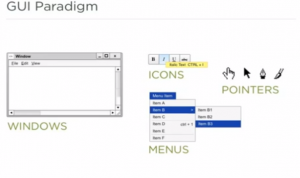 GUI Paradigm
Window
File Edit View
WINDOWS
B I U abc
Italic Text CTRL + I
ICONS
POINTERS
Menu Item
Item A
Item B
Item C
Item D
Item E
Item F
Item B1
Item B2
Item B3
MENUS